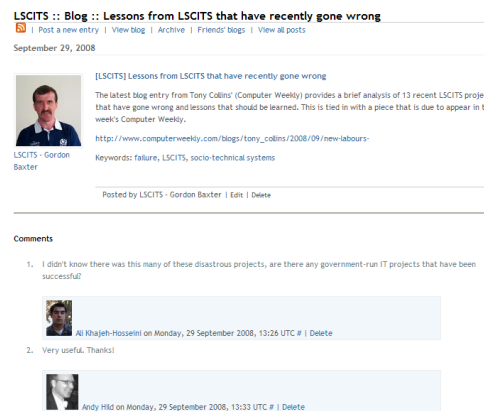 LSCITS :: Blog :: Lessons from LSCITS that have recently gone wrong
| Post a new entry | View blog | Archive | Friends' blogs | View all posts
September 29, 2008
[LSCITS] Lessons from LSCITS that have recently gone wrong
The latest blog entry from Tony Collins' (Computer Weekly) provides a brief analysis of 13 recent LSCITS proje
that have gone wrong and lessons that should be learned. This is tied in with a piece that is due to appear in t
week's Computer Weekly.
http://www.computerweekly.com/blogs/tony_collins/2008/09/new-labours-
Keywords: failure, LSCITS, socio-technical systems
LSCITS - Gordon
Baxter
Posted by LSCITS - Gordon Baxter | Edit | Delete
Comments
1. I didn't know there was this many of these disastrous projects, are there any government-run IT projects that have been
successful?
Ali Khajeh-Hosseini on Monday, 29 September 2008, 13:26 UTC # | Delete
2. Very useful. Thanks!
Andy Hild on Monday, 29 September 2008, 13:33 UTC # | Delete